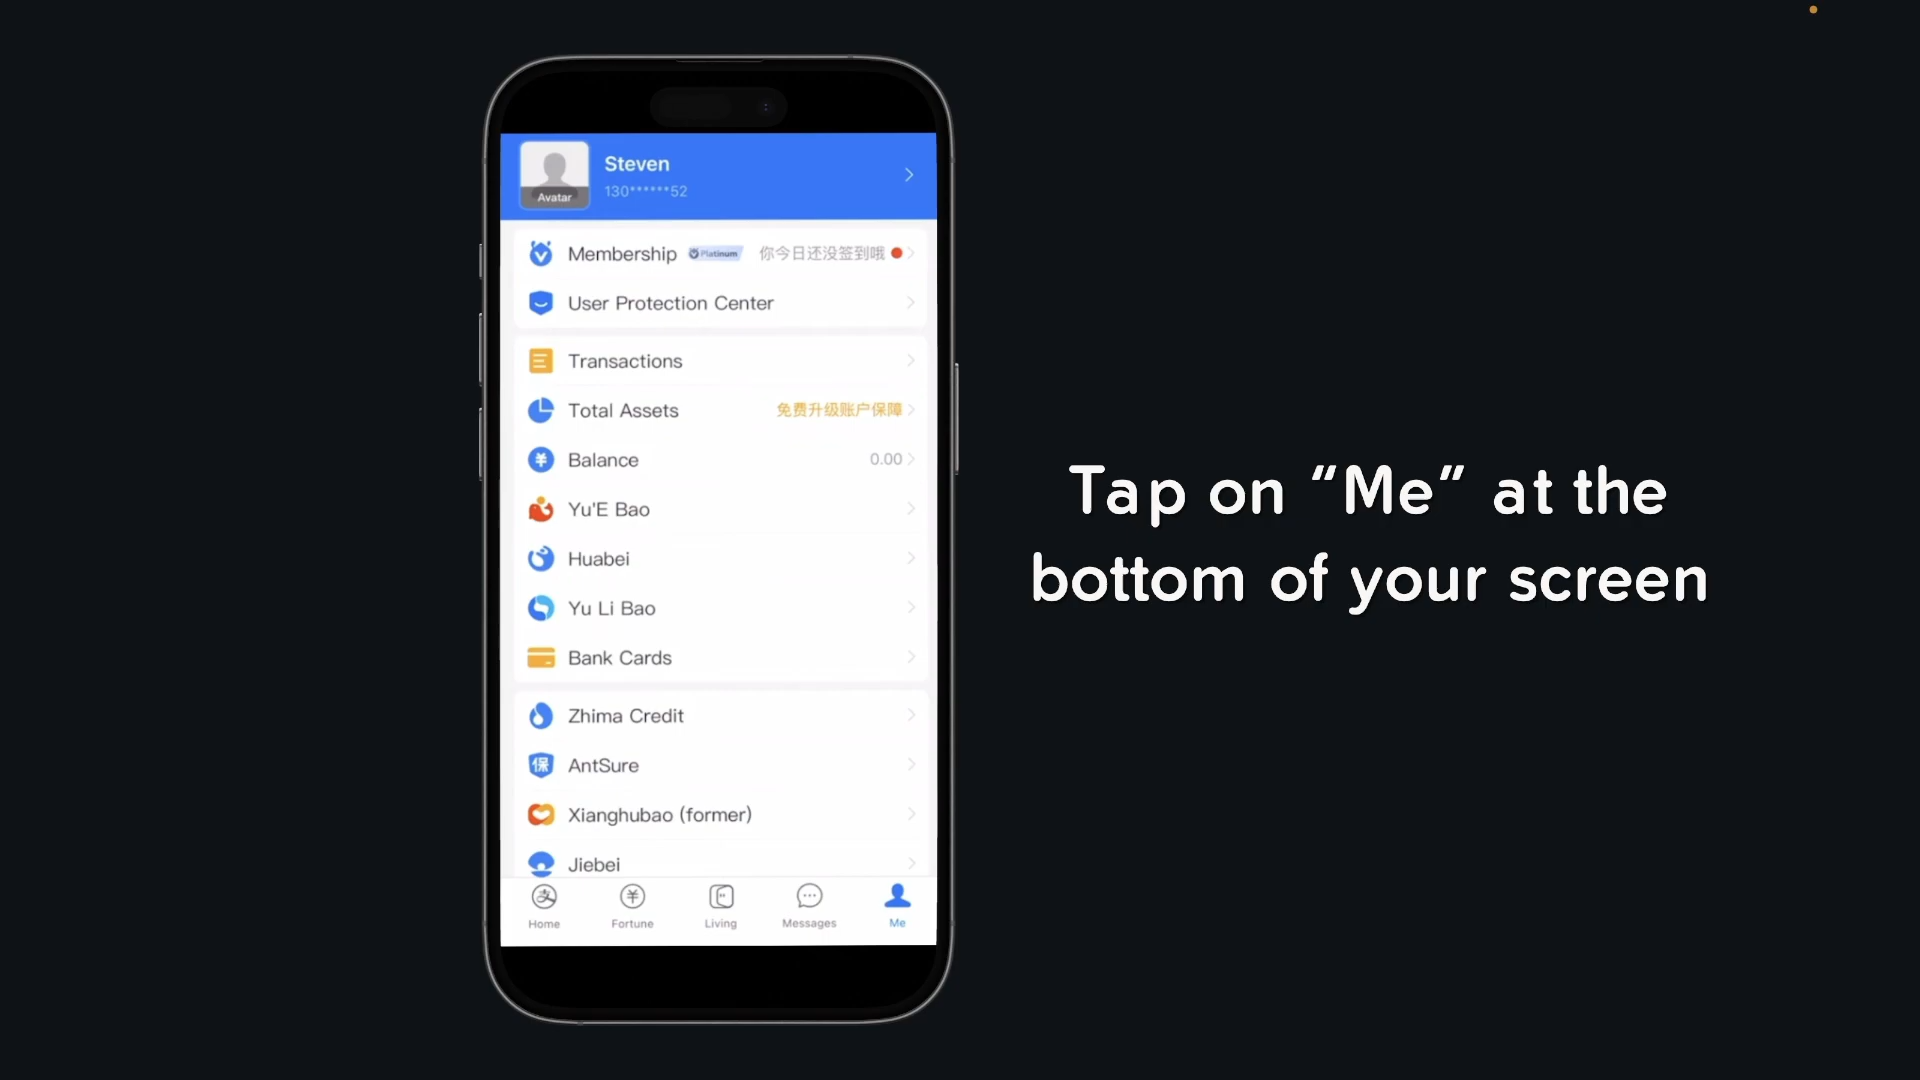 Steven
130******52
Avatar
Membership Platinum 你今日还没签到哦
User Protection Center
Transactions
Total Assets 免费升级账户保障
Balance 0.00
Yu'E Bao
Huabei
Yu Li Bao
Bank Cards
Zhima Credit
保 AntSure
Xianghubao (former)
Jiebei
支 ¥
Home Fortune Living Messages Me
Tap on “Me” at the
bottom of your screen